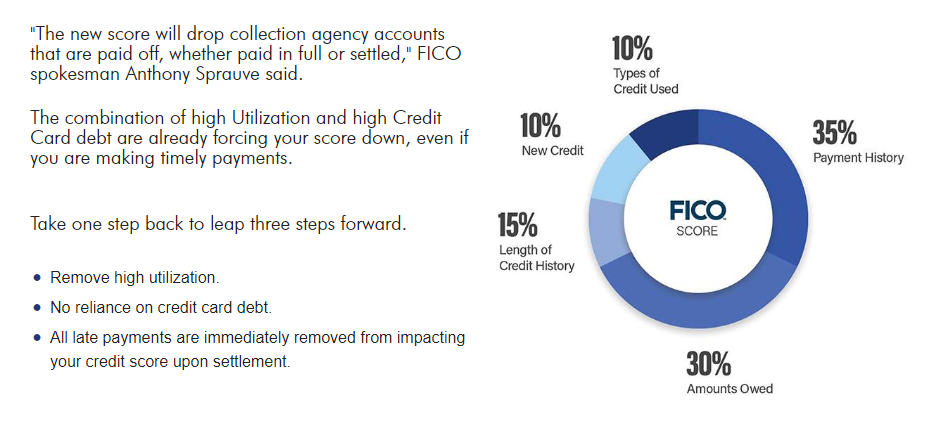 "The new score will drop collection agency accounts
that are paid off, whether paid in full or settled," FICO
spokesman Anthony Sprauve said.
The combination of high Utilization and high Credit
Card debt are already forcing your score down, even if
you are making timely payments.
Take one step back to leap three steps forward.
• Remove high utilization.
• No reliance on credit card debt.
• All late payments are immediately removed from impacting
your credit score upon settlement.
10%
Types of
Credit Used
10%
New Credit
35%
Payment History
FICO
SCORE
15%
Length of
Credit History
30%
Amounts Owed